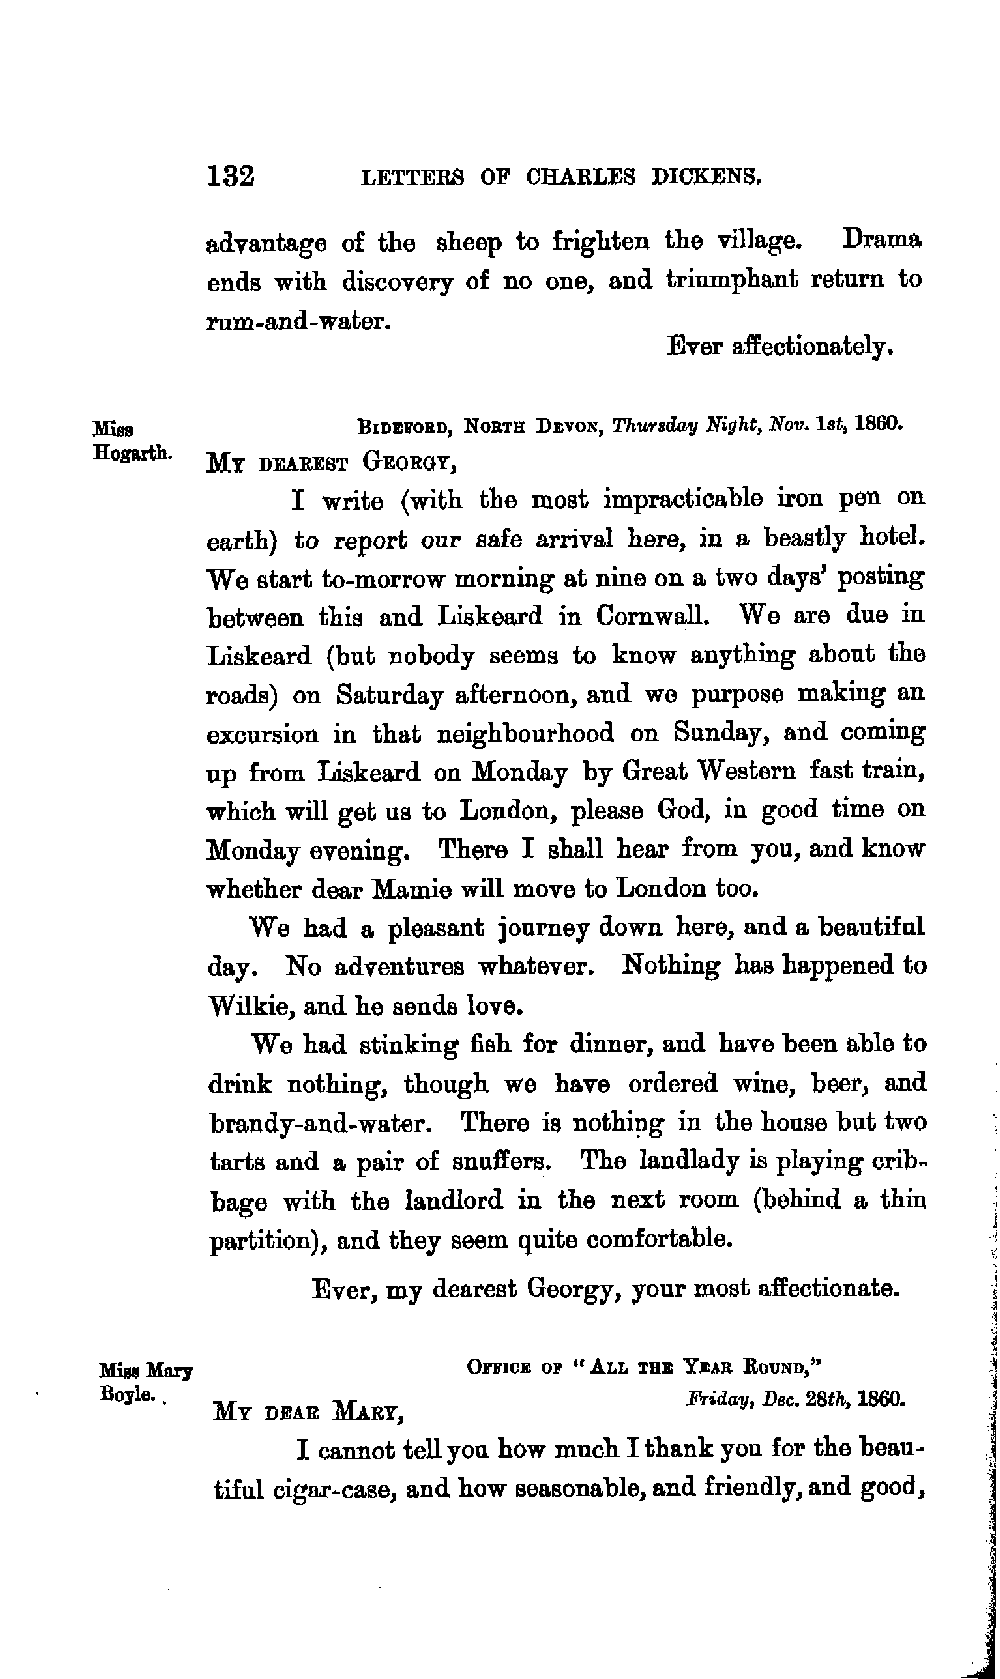 132 LETTERS OF CHARLES DICKENS.
advantage of the sheep to frighten the village. Drama
ends with discovery of no one, and triumphant return to
rum-and-water.
Ever affectionately.
Miss
Hogarth.
BIDEFORD, NORTH DEVON, Thursday Night, Nov. 1st, 1860.
MY DEAREST GEORGY,
I write (with the most impracticable iron pen on
earth) to report our safe arrival here, in a beastly hotel.
We start to-morrow morning at nine on a two days' posting
between this and Liskeard in Cornwall. We are due in
Liskeard (but nobody seems to know anything about the
roads) on Saturday afternoon, and we purpose making an
excursion in that neighbourhood on Sunday, and coming
up from Liskeard on Monday by Great Western fast train,
which will get us to London, please God, in good time on
Monday evening. There I shall hear from you, and know
whether dear Mamie will move to London too.
We had a pleasant journey down here, and a beautiful
day. No adventures whatever. Nothing has happened to
Wilkie, and he sends love.
We had stinking fish for dinner, and have been able to
drink nothing, though we have ordered wine, beer, and
brandy-and-water. There is nothing in the house but two
tarts and a pair of snuffers. The landlady is playing crib-
bage with the landlord in the next room (behind a thin
partition), and they seem quite comfortable.
Ever, my dearest Georgy, your most affectionate.
Miss Mary
Boyle.
OFFICE OF "ALL THE YEAR ROUND,"
Friday, Dec. 28th, 1860.
MY DEAR MARY,
I cannot tell you how much I thank you for the beau-
tiful cigar-case, and how seasonable, and friendly, and good,